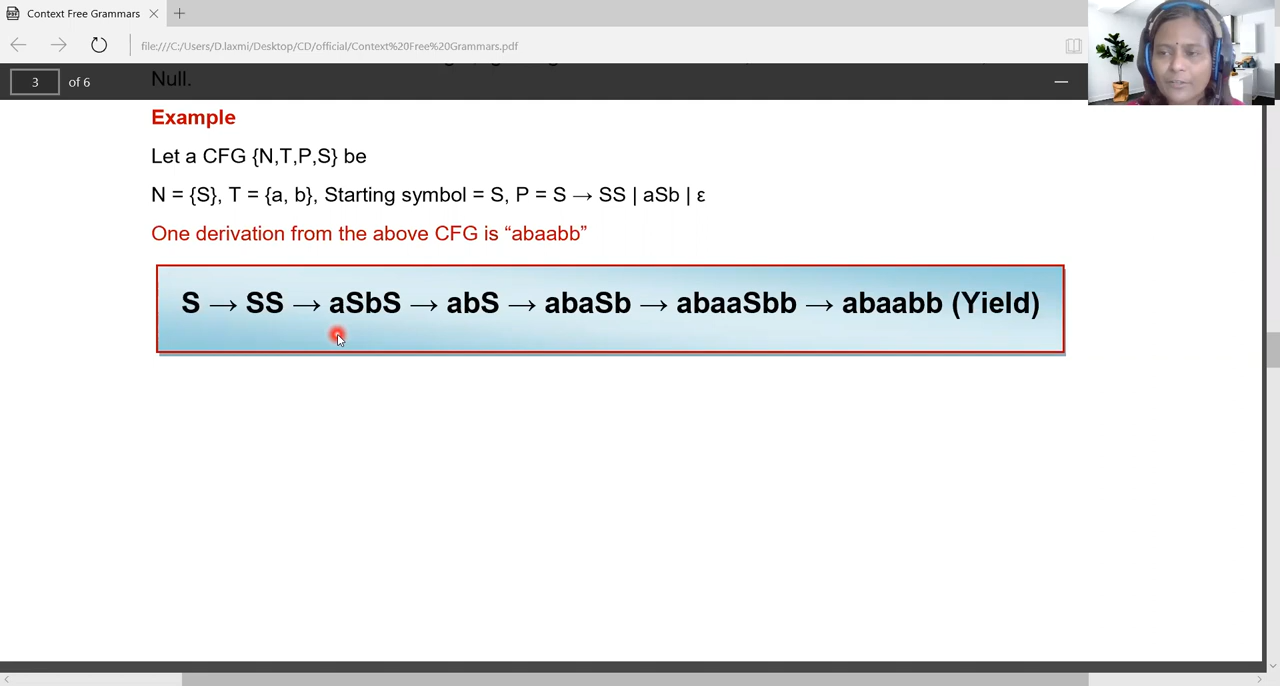 Context Free Grammars
file:///C:/Users/D.laxmi/Desktop/CD/official/Context%20Free%20Grammars.pdf
3 of 6
Null.
Example
Let a CFG {N,T,P,S} be
N = {S}, T = {a, b}, Starting symbol = S, P = S → SS | aSb | ε
One derivation from the above CFG is “abaabb”
S → SS → aSbS → abS → abaSb → abaaSbb → abaabb (Yield)